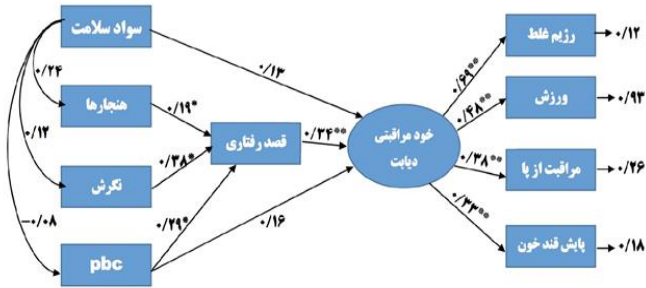 سواد سلامت
هنجارها
نگرش
pbc
قصد رفتاری
خود مراقبتی
دیابت
رژیم غلط
ورزش
مراقبت از پا
پایش قند خون
۰/۲۴
۰/۱۲
-۰/۰۸
۰/۱۳
۰/۱۹*
۰/۳۸*
۰/۲۹*
۰/۳۴**
۰/۱۶
۰/۶۹**
۰/۴۸**
۰/۳۸**
۰/۳۳**
۰/۱۲
۰/۹۳
۰/۲۶
۰/۱۸